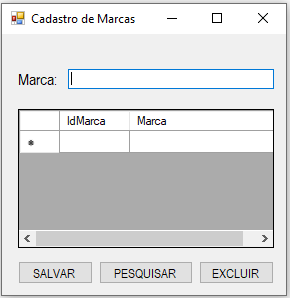 Cadastro de Marcas
Marca:
IdMarca Marca
SALVAR PESQUISAR EXCLUIR